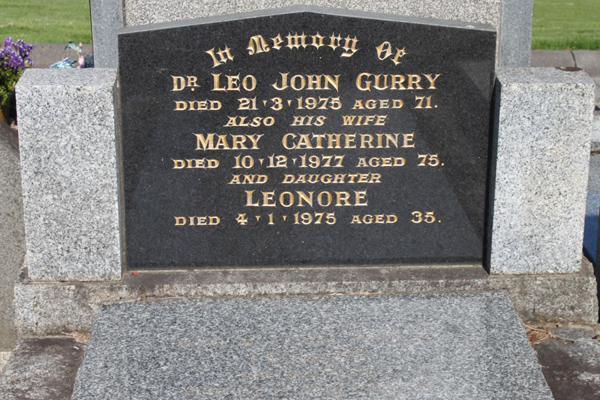 In Memory Of
DR. LEO JOHN GURRY
DIED 21·3·1975 AGED 71.
ALSO HIS WIFE
MARY CATHERINE
DIED 10·12·1977 AGED 75.
AND DAUGHTER
LEONORE
DIED 4·1·1975 AGED 35.